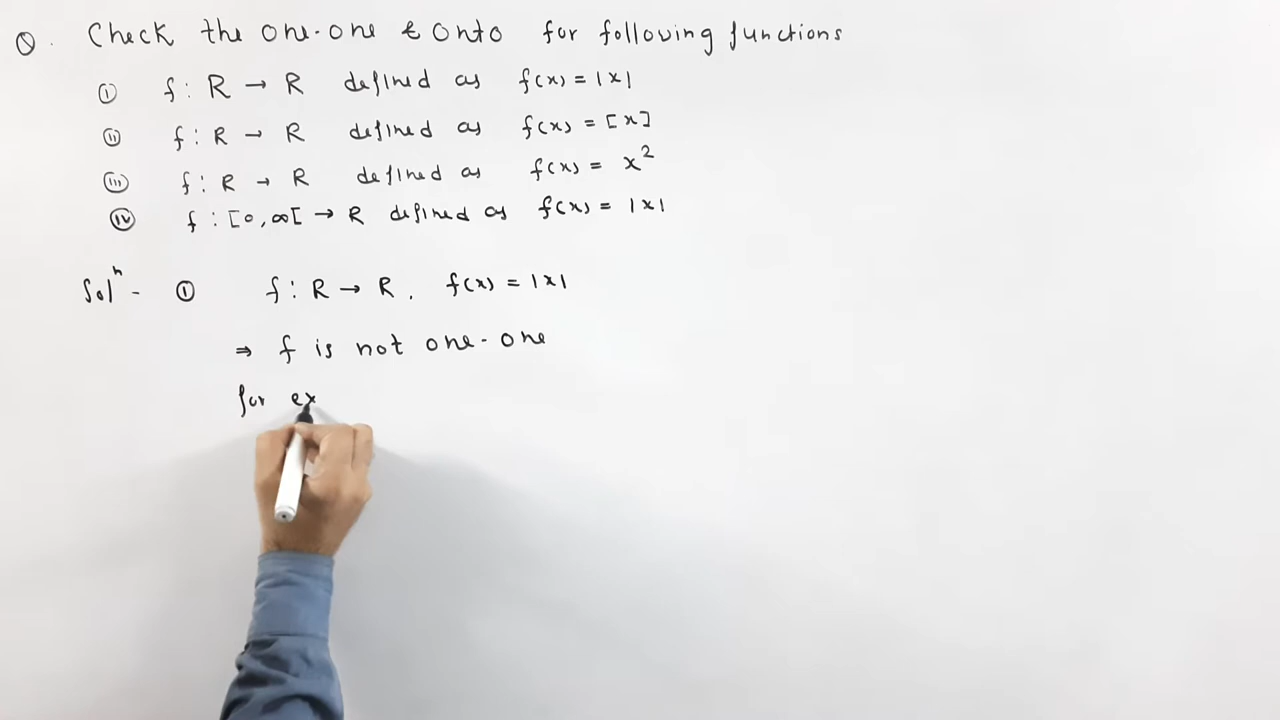 Q. Check the one-one & onto for following functions
(i) f : R → R defined as f(x) = |x|
(ii) f : R → R defined as f(x) = [x]
(iii) f : R → R defined as f(x) = x²
(iv) f : [0,∞[ → R defined as f(x) = |x|
Solⁿ - ① f : R → R. f(x) = |x|
⇒ f is not one-one
for ex